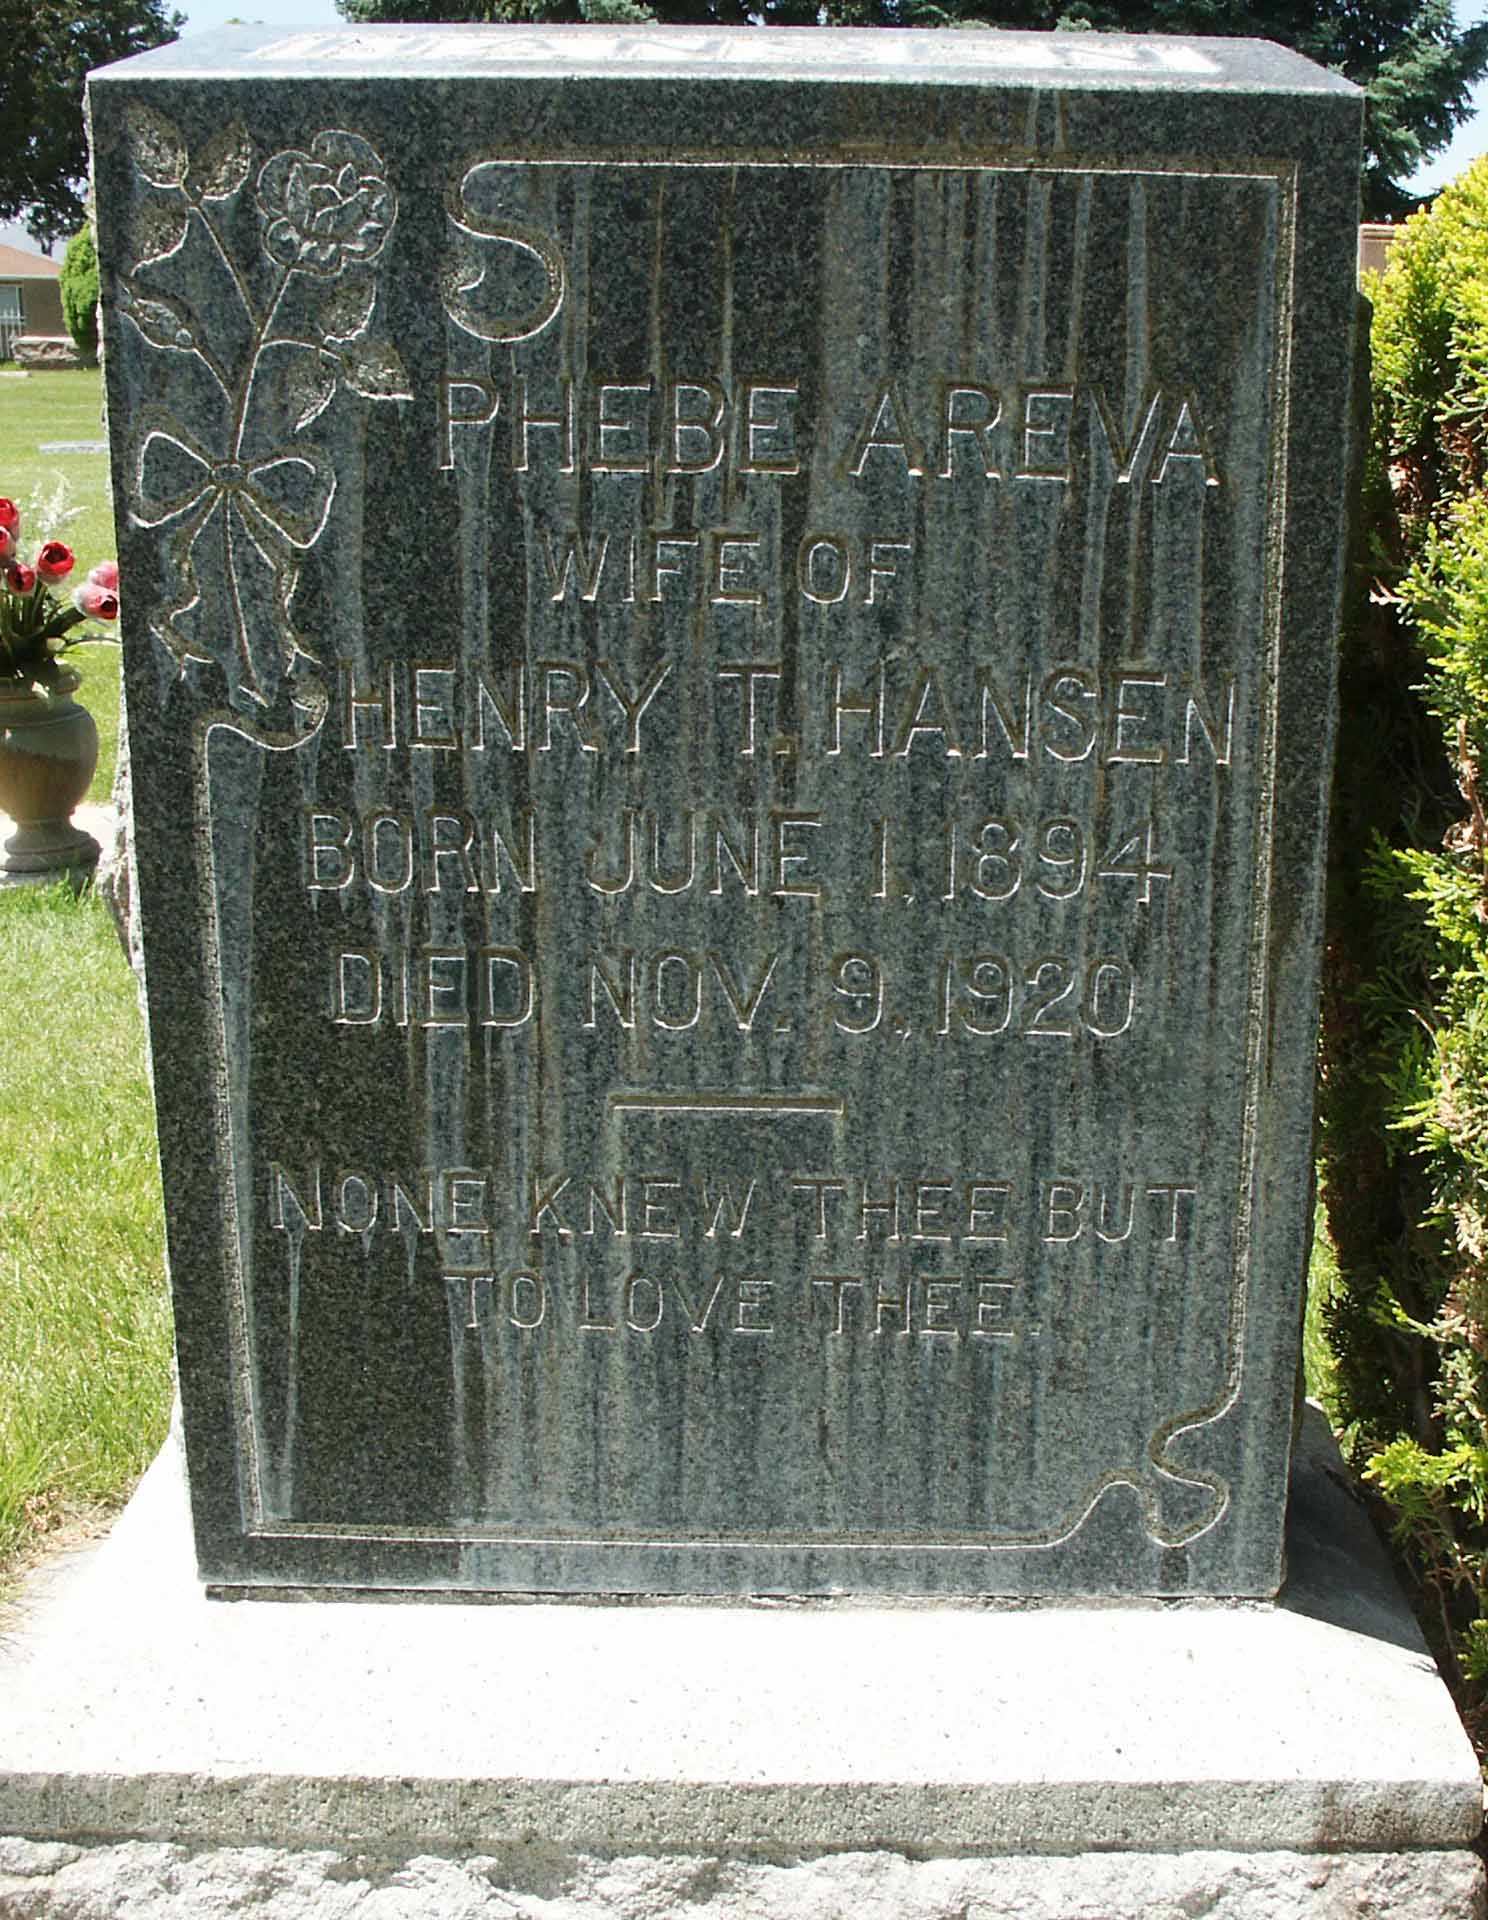 HANSEN
PHEBE AREVA
WIFE OF
HENRY T. HANSEN
BORN JUNE 1, 1894
DIED NOV. 9, 1920
NONE KNEW THEE BUT
TO LOVE THEE.